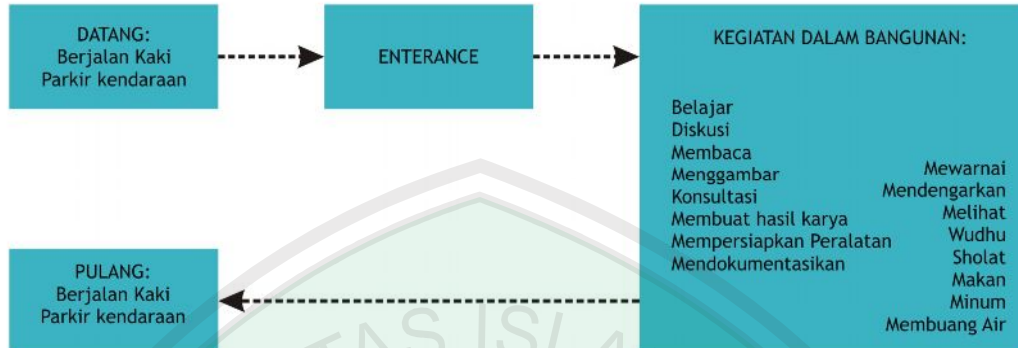 DATANG:
Berjalan Kaki
Parkir kendaraan
ENTERANCE
KEGIATAN DALAM BANGUNAN:
Belajar
Diskusi
Membaca
Menggambar
Konsultasi
Membuat hasil karya
Mempersiapkan Peralatan
Mendokumentasikan
Mewarnai
Mendengarkan
Melihat
Wudhu
Sholat
Makan
Minum
Membuang Air
PULANG:
Berjalan Kaki
Parkir kendaraan